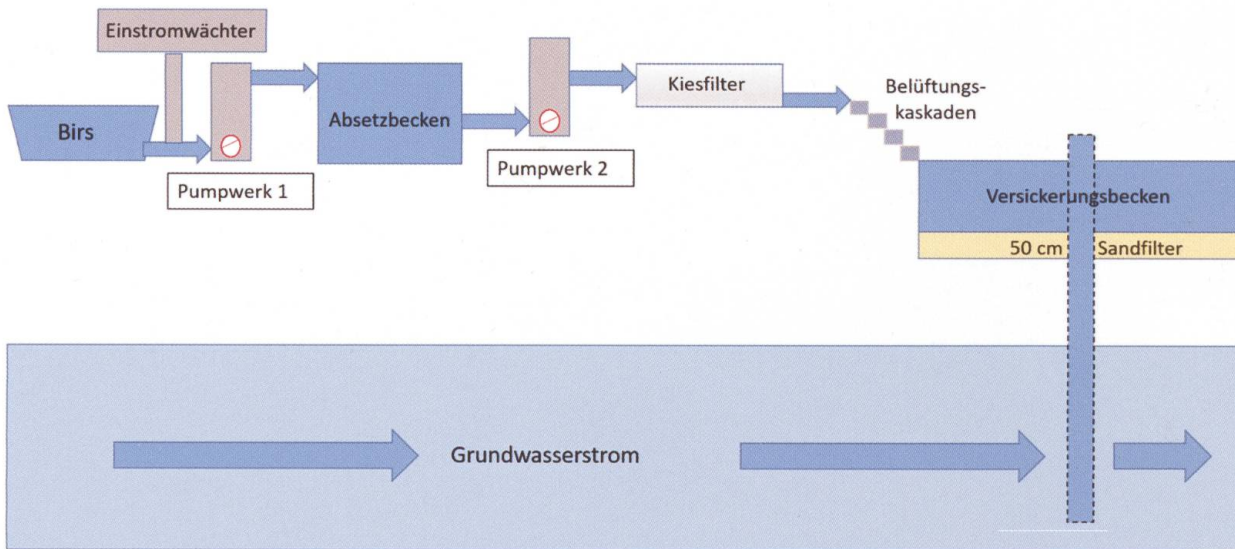 Einstromwächter
Birs
Pumpwerk 1
Absetzbecken
Pumpwerk 2
Kiesfilter
Belüftungs-
kaskaden
Versickerungsbecken
50 cm Sandfilter
Grundwasserstrom